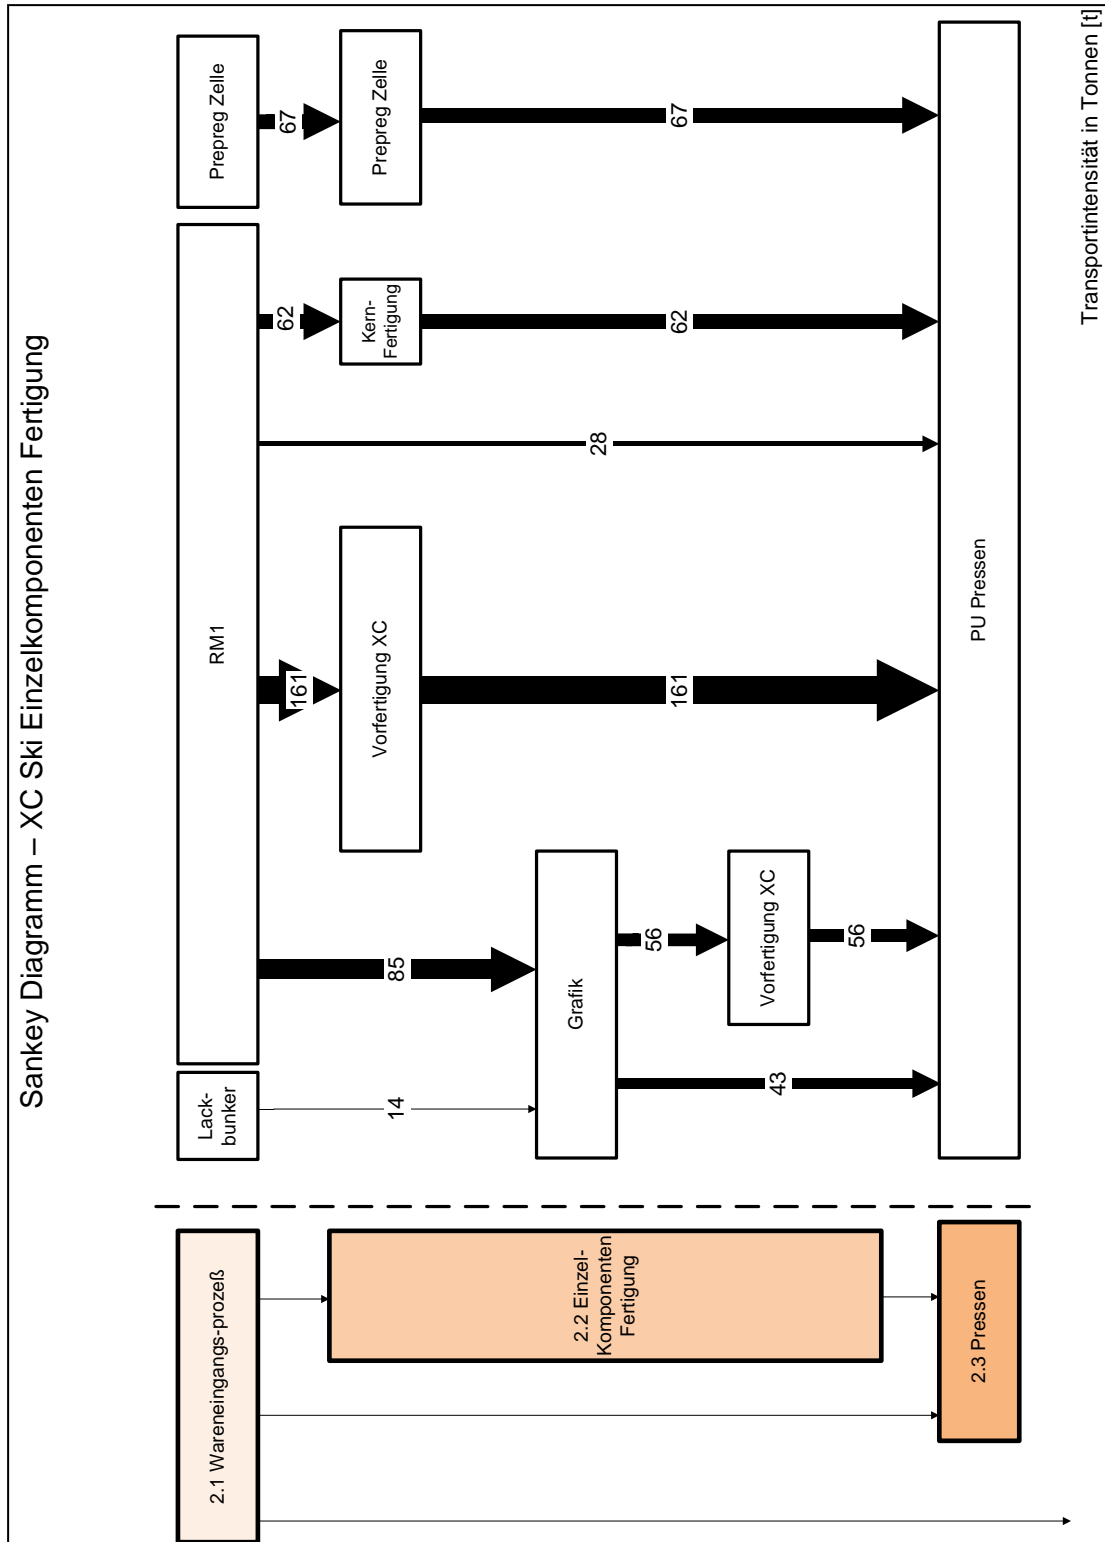 Sankey Diagramm – XC Ski Einzelkomponenten Fertigung
2.1 Wareneingangs-prozeß
Lack-
bunker
RM1
Prepreg Zelle
14
85
161
62
67
2.2 Einzel-
Komponenten
Fertigung
Grafik
Vorfertigung XC
Kern-
Fertigung
Prepreg Zelle
28
43
56
Vorfertigung XC
56
161
62
67
2.3 Pressen
PU Pressen
Transportintensität in Tonnen [t]